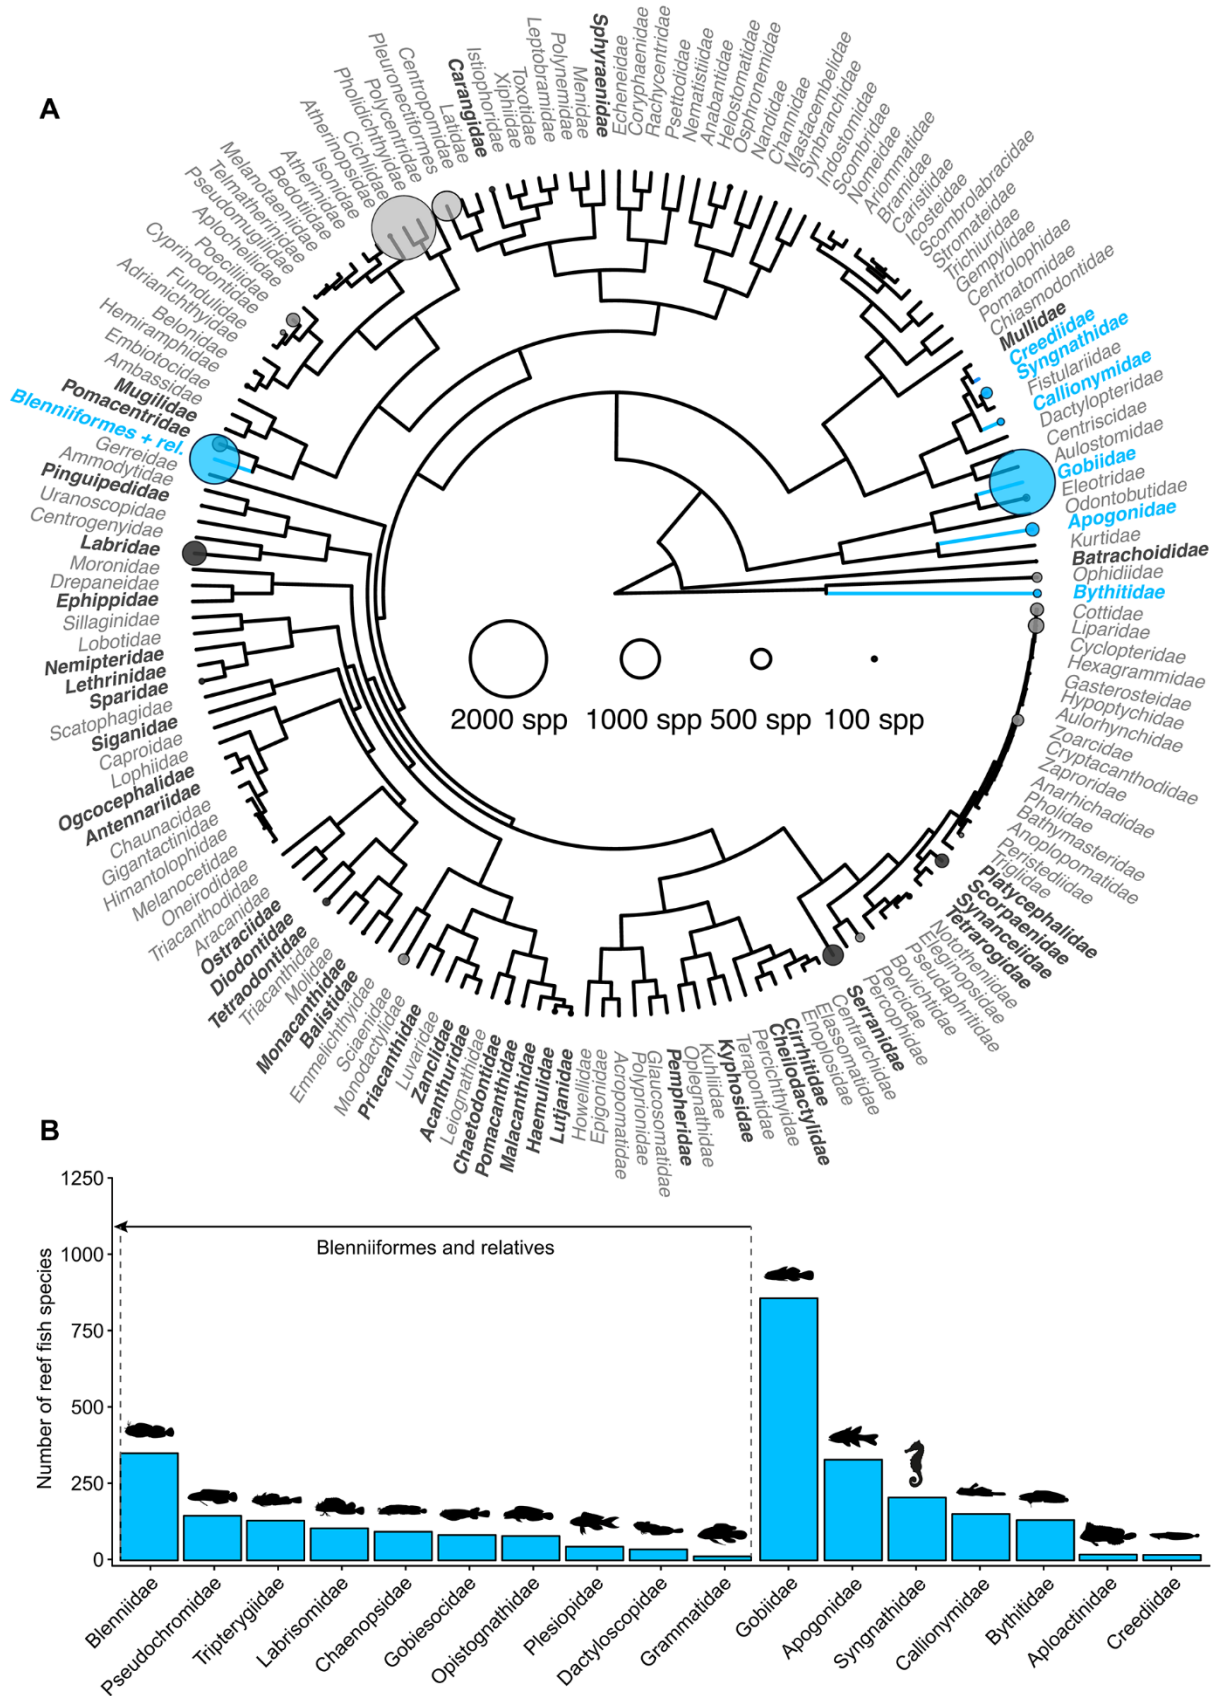 A
Blenniiformes + rel.
Pomacentridae
Mugilidae
Ambassidae
Embiotocidae
Hemiramphidae
Belonidae
Adrianichthyidae
Fundulidae
Cyprinodontidae
Poeciliidae
Aplocheilidae
Pseudomugilidae
Telmatherinidae
Melanotaeniidae
Bedotiidae
Atherinidae
Isonidae
Atherinopsidae
Cichlidae
Pholidichthyidae
Polycentridae
Pleuronectiformes
Centropomidae
Latidae
Carangidae
Istiophoridae
Xiphiidae
Toxotidae
Leptobramidae
Polynemidae
Menidae
Sphyraenidae
Echeneidae
Coryphaenidae
Rachycentridae
Psettodidae
Nematistiidae
Anabantidae
Helostomatidae
Osphronemidae
Nandidae
Channidae
Mastacembelidae
Synbranchidae
Indostomidae
Scombridae
Nomeidae
Ariommatidae
Bramidae
Caristiidae
Icosteidae
Scombrolabracidae
Stromateidae
Trichiuridae
Gempylidae
Centrolophidae
Pomatomidae
Chiasmodontidae
Mullidae
Creediidae
Syngnathidae
Fistulariidae
Callionymidae
Dactylopteridae
Centriscidae
Aulostomidae
Gobiidae
Eleotridae
Odontobutidae
Apogonidae
Kurtidae
Batrachoididae
Ophidiidae
Bythitidae
Cottidae
Liparidae
Cyclopteridae
Hexagrammidae
Gasterosteidae
Hypoptychidae
Aulorhynchidae
Zoarcidae
Cryptacanthodidae
Zaproridae
Anarhichadidae
Pholidae
Bathymasteridae
Anoplopomatidae
Peristediidae
Triglidae
Platycephalidae
Scorpaenidae
Synanceiidae
Tetrarogidae
Nototheniidae
Eleginopsidae
Pseudaphritidae
Bovichtidae
Percidae
Percophidae
Serranidae
Centrarchidae
Elassomatidae
Enoplosidae
Cirrhitidae
Cheilodactylidae
Percichthyidae
Terapontidae
Kyphosidae
Kuhliidae
Oplegnathidae
Pempheridae
Glaucosomatidae
Polyprionidae
Acropomatidae
Epigonidae
Howellidae
Lutjanidae
Haemulidae
Malacanthidae
Pomacanthidae
Chaetodontidae
Leiognathidae
Acanthuridae
Zanclidae
Luvaridae
Priacanthidae
Monodactylidae
Sciaenidae
Emmelichthyidae
Balistidae
Monacanthidae
Molidae
Triacanthidae
Tetraodontidae
Diodontidae
Ostraciidae
Aracanidae
Triacanthodidae
Oneirodidae
Melanocetidae
Himantolophidae
Gigantactinidae
Chaunacidae
Antennariidae
Ogcocephalidae
Lophiidae
Caproidae
Siganidae
Scatophagidae
Sparidae
Lethrinidae
Nemipteridae
Lobotidae
Sillaginidae
Ephippidae
Drepaneidae
Moronidae
Labridae
Centrogenyidae
Uranoscopidae
Pinguipedidae
Ammodytidae
Gerreidae
2000 spp 1000 spp 500 spp 100 spp
B
Number of reef fish species
1250
1000
750
500
250
0
Blenniiformes and relatives
Blenniidae
Pseudochromidae
Tripterygiidae
Labrisomidae
Chaenopsidae
Gobiesocidae
Opistognathidae
Plesiopidae
Dactyloscopidae
Grammatidae
Gobiidae
Apogonidae
Syngnathidae
Callionymidae
Bythitidae
Aploactinidae
Creediidae